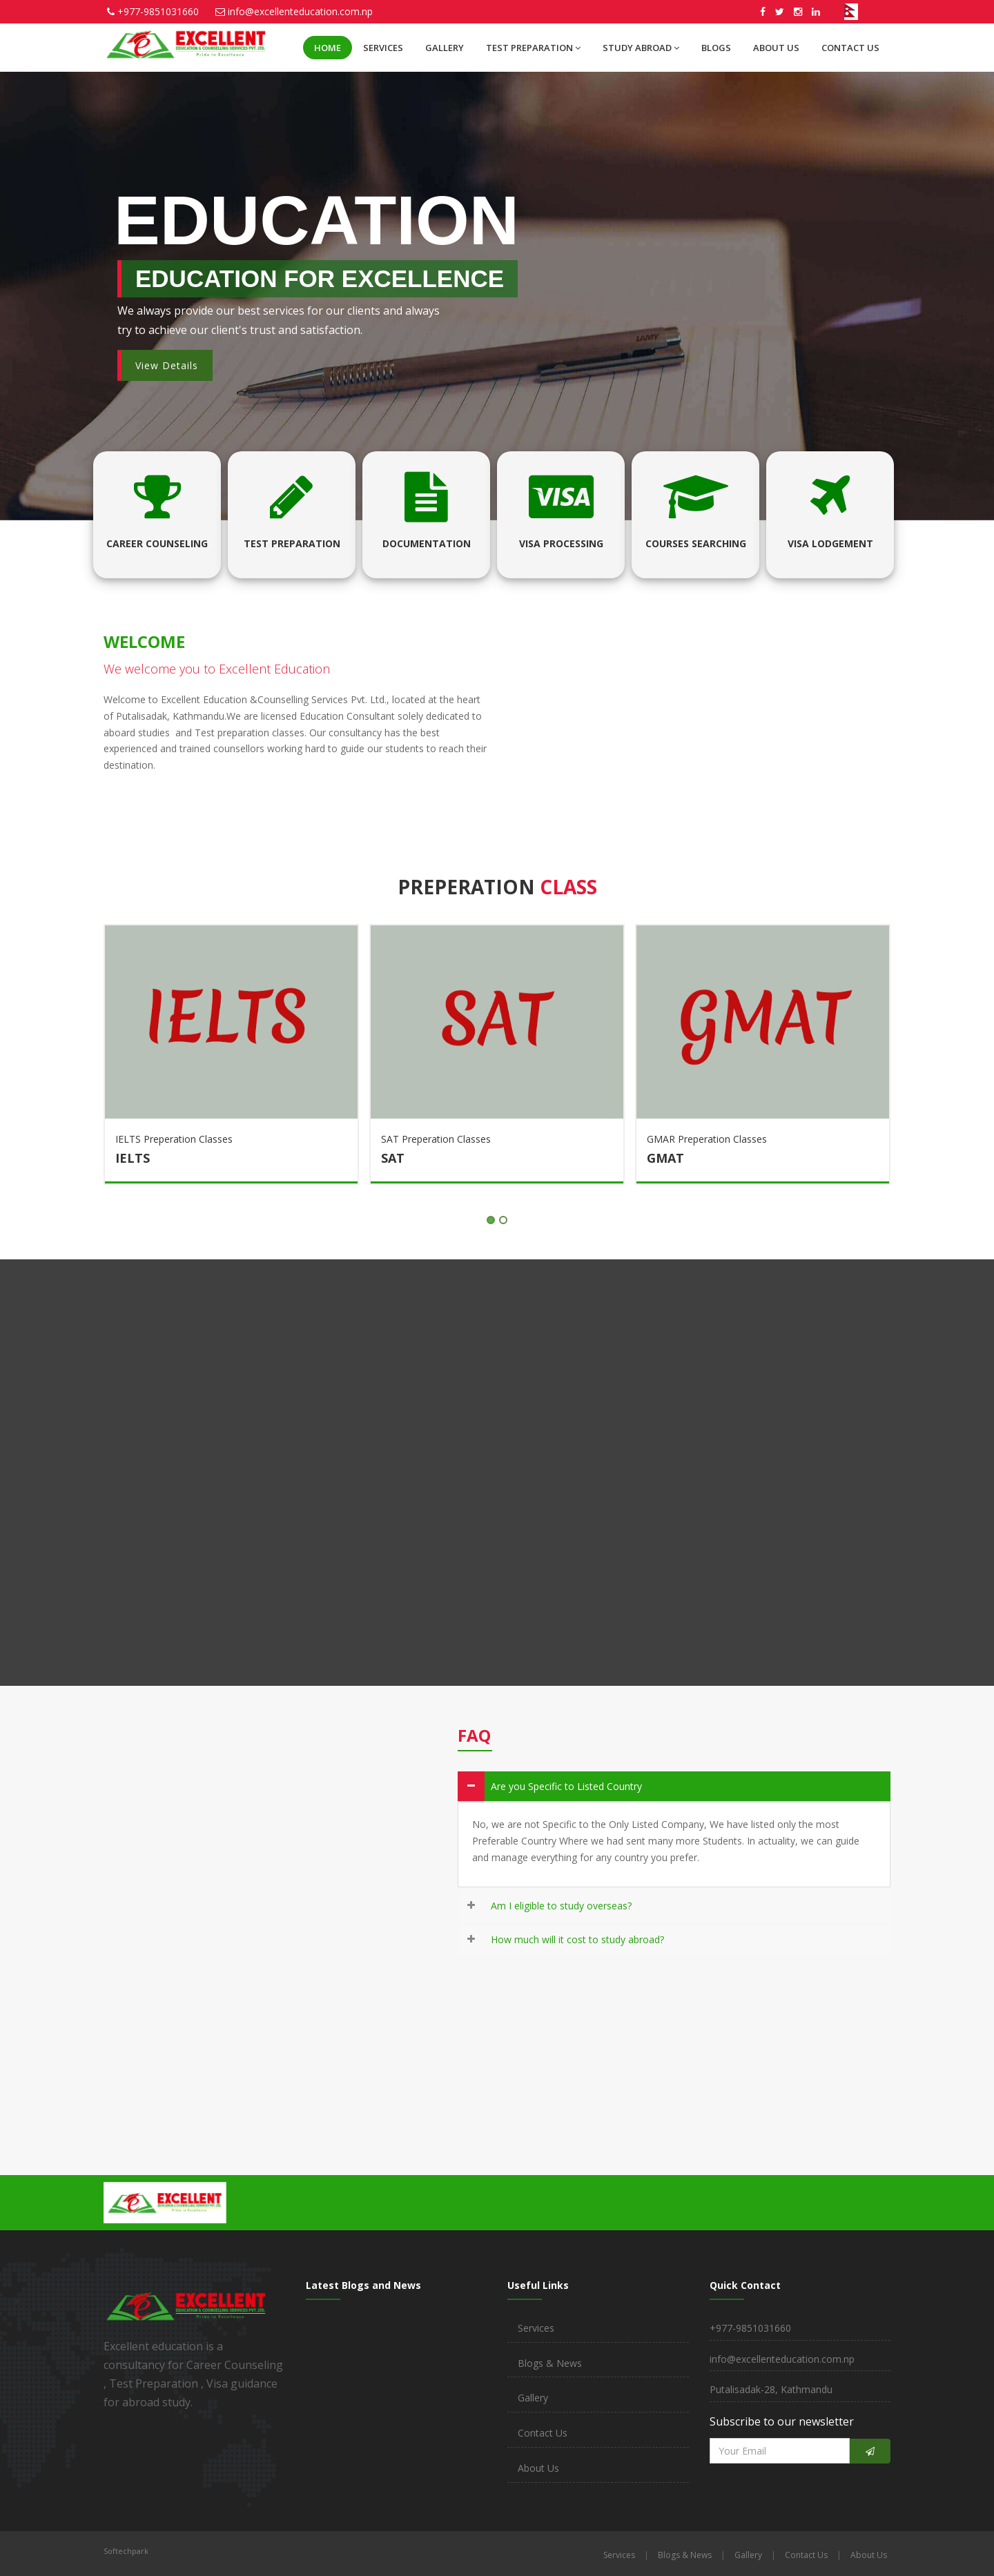 +977-9851031660 info@excellenteducation.com.np
EXCELLENT
EDUCATION & COUNSELLING SERVICES PVT. LTD.
Pride in Excellence
HOME SERVICES GALLERY TEST PREPARATION STUDY ABROAD BLOGS ABOUT US CONTACT US
EDUCATION
EDUCATION FOR EXCELLENCE
We always provide our best services for our clients and always
try to achieve our client's trust and satisfaction.
View Details
CAREER COUNSELING
TEST PREPARATION
DOCUMENTATION
VISA
VISA PROCESSING
COURSES SEARCHING
VISA LODGEMENT
WELCOME
We welcome you to Excellent Education
Welcome to Excellent Education &Counselling Services Pvt. Ltd., located at the heart
of Putalisadak, Kathmandu.We are licensed Education Consultant solely dedicated to
aboard studies  and Test preparation classes. Our consultancy has the best
experienced and trained counsellors working hard to guide our students to reach their
destination.
PREPERATION CLASS
IELTS
IELTS Preperation Classes
IELTS
SAT
SAT Preperation Classes
SAT
GMAT
GMAR Preperation Classes
GMAT
FAQ
Are you Specific to Listed Country
No, we are not Specific to the Only Listed Company, We have listed only the most
Preferable Country Where we had sent many more Students. In actuality, we can guide
and manage everything for any country you prefer.
Am I eligible to study overseas?
How much will it cost to study abroad?
EXCELLENT
EDUCATION & COUNSELLING SERVICES PVT. LTD.
Pride in Excellence
EXCELLENT
EDUCATION & COUNSELLING SERVICES PVT. LTD.
Pride in Excellence
Excellent education is a
consultancy for Career Counseling
, Test Preparation , Visa guidance
for abroad study.
Latest Blogs and News
Useful Links
Services
Blogs & News
Gallery
Contact Us
About Us
Quick Contact
+977-9851031660
info@excellenteducation.com.np
Putalisadak-28, Kathmandu
Subscribe to our newsletter
Your Email
Softechpark
Services | Blogs & News | Gallery | Contact Us | About Us